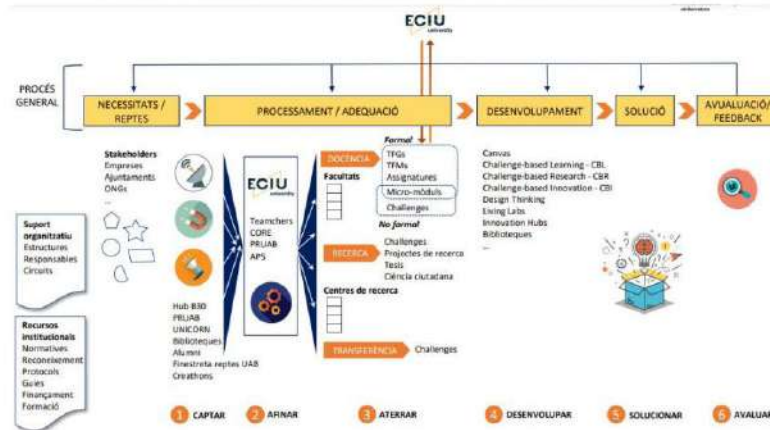 ECIU
university
PROCÉS
GENERAL
NECESSITATS /
REPTES
PROCESSAMENT / ADEQUACIÓ
DESENVOLUPAMENT
SOLUCIÓ
AVUALUACIÓ/
FEEDBACK
Stakeholders
Empreses
Ajuntaments
ONGs
...
Suport
organitzatiu
Estructures
Responsables
Circuits
Recursos
institucionals
Normatives
Reconeixement
Protocols
Guies
Finançament
Formació
Hub B30
PRUAB
UNICORN
Biblioteques
Alumni
Finestreta reptes UAB
Creathons
ECIU
university
Teamchers
CORE
PRUAB
APS
DOCÈNCIA
Facultats
RECERCA
Centres de recerca
TRANSFERÈNCIA
Formal
TFGs
TFMs
Assignatures
Micro-mòduls
Challenges
No formal
Challenges
Projectes de recerca
Tesis
Ciència ciutadana
Challenges
Canvas
Challenge-based Learning - CBL
Challenge-based Research - CBR
Challenge-based Innovation - CBI
Design Thinking
Living Labs
Innovation Hubs
Biblioteques
...
1 CAPTAR
2 AFINAR
3 ATERRAR
4 DESENVOLUPAR
5 SOLUCIONAR
6 AVALUAR